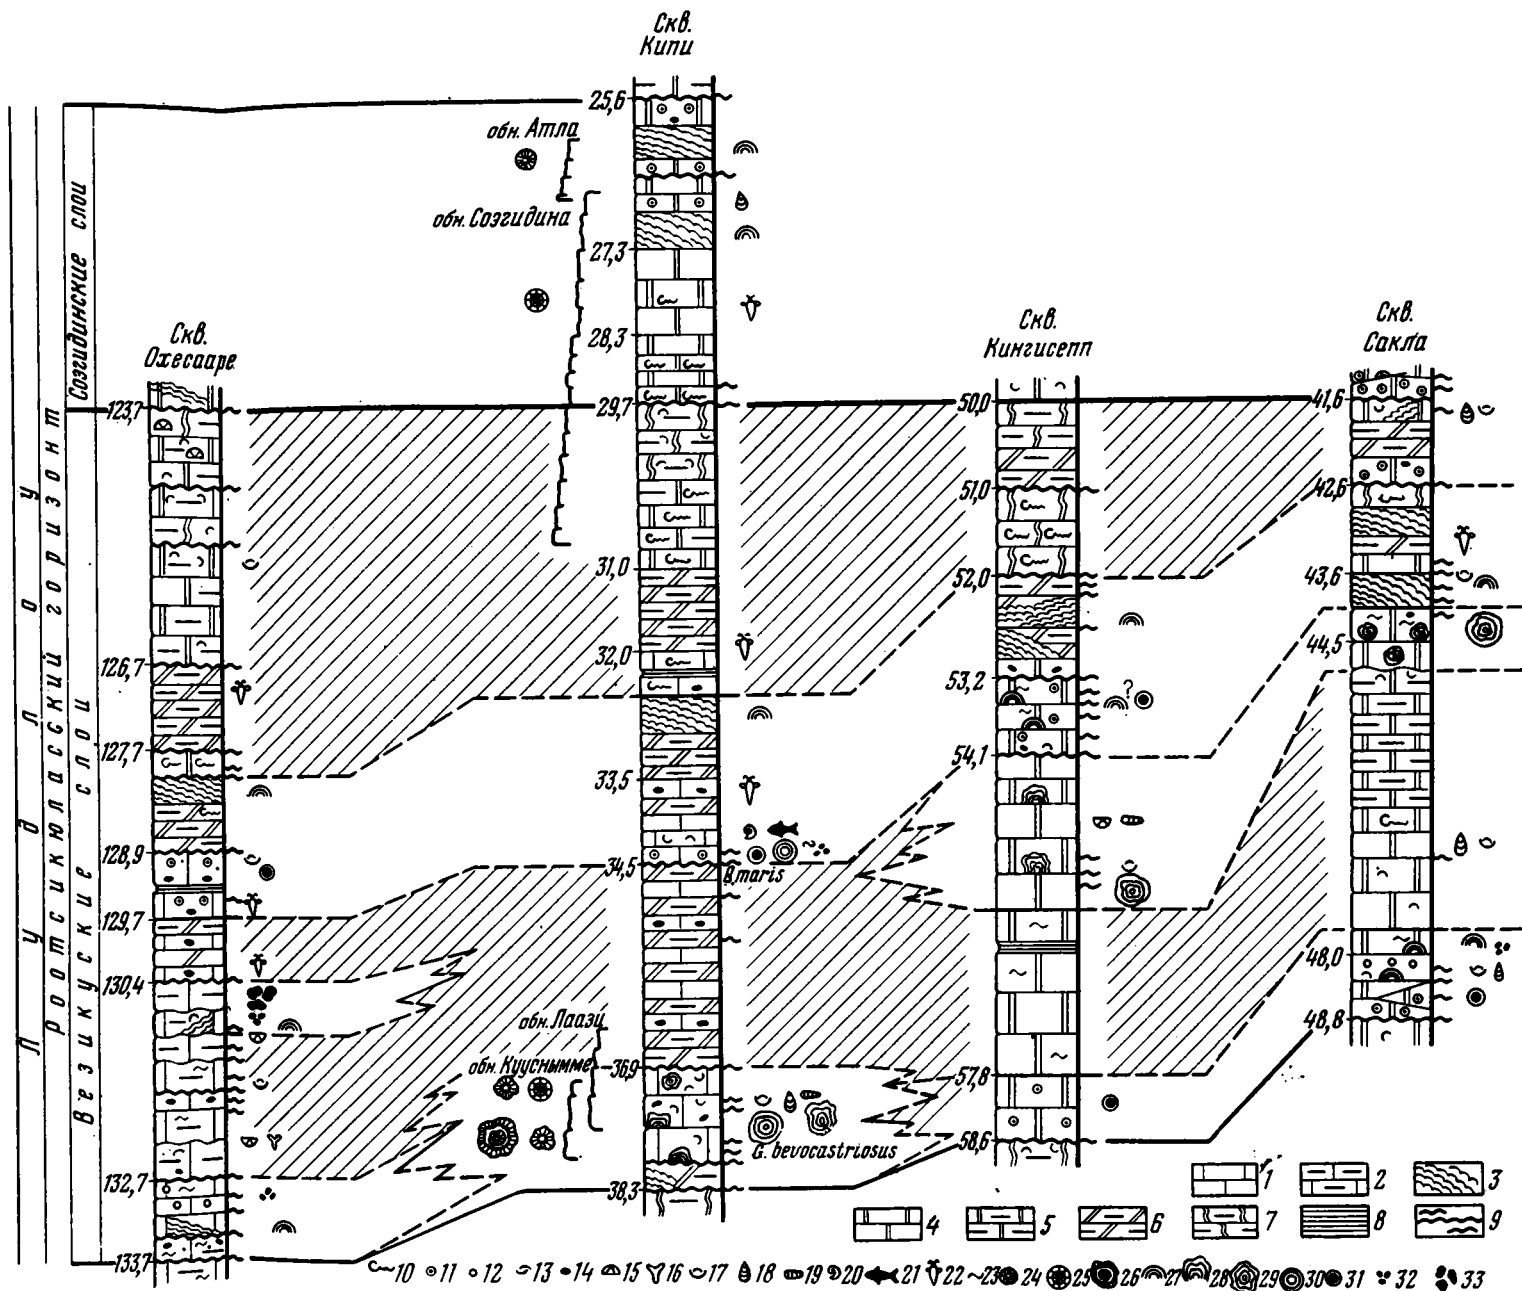 Скв.
Кипи
25,6
обн. Атла
обн. Соэгидина
27,3
28,3
29,7
31,0
32,0
33,5
34,5
B. maris
36,9
обн. Лаази
обн. Кууснымме
G. bevocastriosus
38,3
Лудлоу
Роотсикюласский горизонт
Соэгидинские слои
Везикуские слои
Скв.
Охесааре
123,7
126,7
127,7
128,9
129,7
130,4
132,7
133,7
Скв.
Кингисепп
50,0
51,0
52,0
53,2
?
54,1
57,8
58,6
Скв.
Сакла
41,6
42,6
43,6
44,5
48,0
48,8
1 2 3
4 5 6 7 8 9
10 11 12 13 14 15 16 17 18 19 20 21 22 23 24 25 26 27 28 29 30 31 32 33